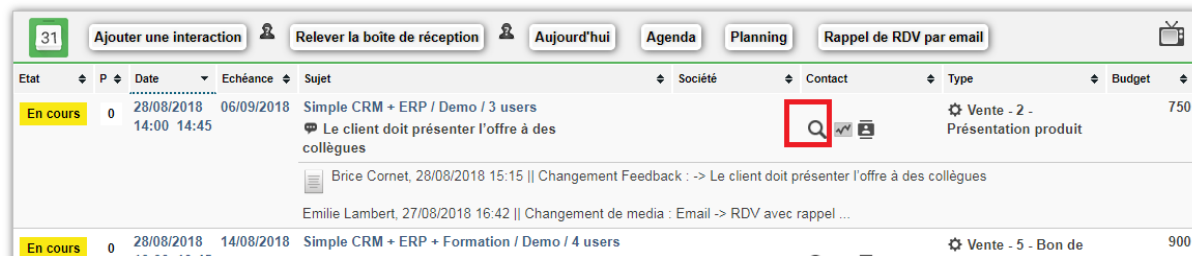 31 Ajouter une interaction Relever la boîte de réception Aujourd'hui Agenda Planning Rappel de RDV par email
Etat P Date Echéance Sujet Société Contact Type Budget
En cours 0 28/08/2018 06/09/2018 Simple CRM + ERP / Demo / 3 users Vente - 2 - 750
14:00 14:45 Le client doit présenter l'offre à des Présentation produit
collègues
Brice Cornet, 28/08/2018 15:15 || Changement Feedback : -> Le client doit présenter l'offre à des collègues
Emilie Lambert, 27/08/2018 16:42 || Changement de media : Email -> RDV avec rappel ...
En cours 0 28/08/2018 14/08/2018 Simple CRM + ERP + Formation / Demo / 4 users Vente - 5 - Bon de 900